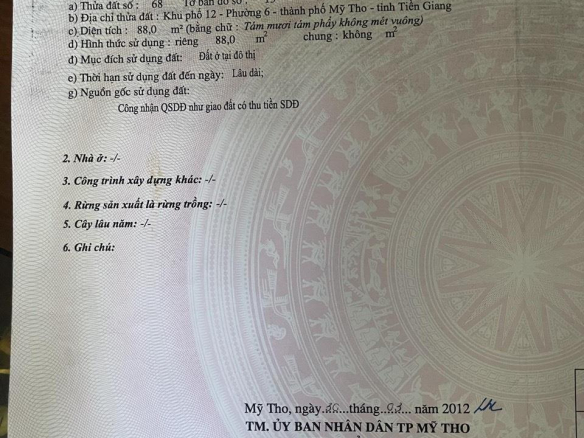 a) Thửa đất số : 68 Tờ bản đồ số :
b) Địa chỉ thửa đất : Khu phố 12 - Phường 6 - thành phố Mỹ Tho - tỉnh Tiền Giang
c) Diện tích : 88,0 m² (bằng chữ : Tám mươi tám phẩy không mét vuông)
d) Hình thức sử dụng : riêng 88,0 m² chung : không m²
đ) Mục đích sử dụng đất: Đất ở tại đô thị
e) Thời hạn sử dụng đất đến ngày: Lâu dài;
g) Nguồn gốc sử dụng đất:
Công nhận QSDĐ như giao đất có thu tiền SDĐ
2. Nhà ở: -/-
3. Công trình xây dựng khác: -/-
4. Rừng sản xuất là rừng trồng: -/-
5. Cây lâu năm: -/-
6. Ghi chú:
Mỹ Tho, ngày...tháng...năm 2012
TM. ỦY BAN NHÂN DÂN TP MỸ THO